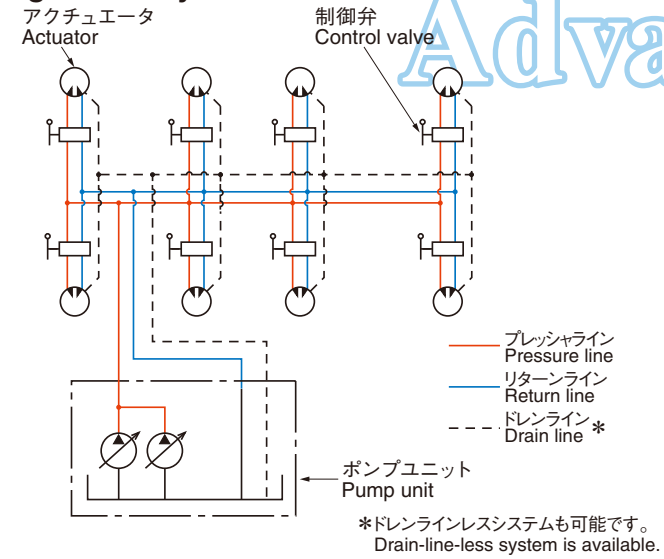 アクチュエータ
Actuator
制御弁
Control valve
Adva
プレッシャライン
Pressure line
リターンライン
Return line
ドレンライン
Drain line *
ポンプユニット
Pump unit
*ドレンラインレスシステムも可能です。
Drain-line-less system is available.